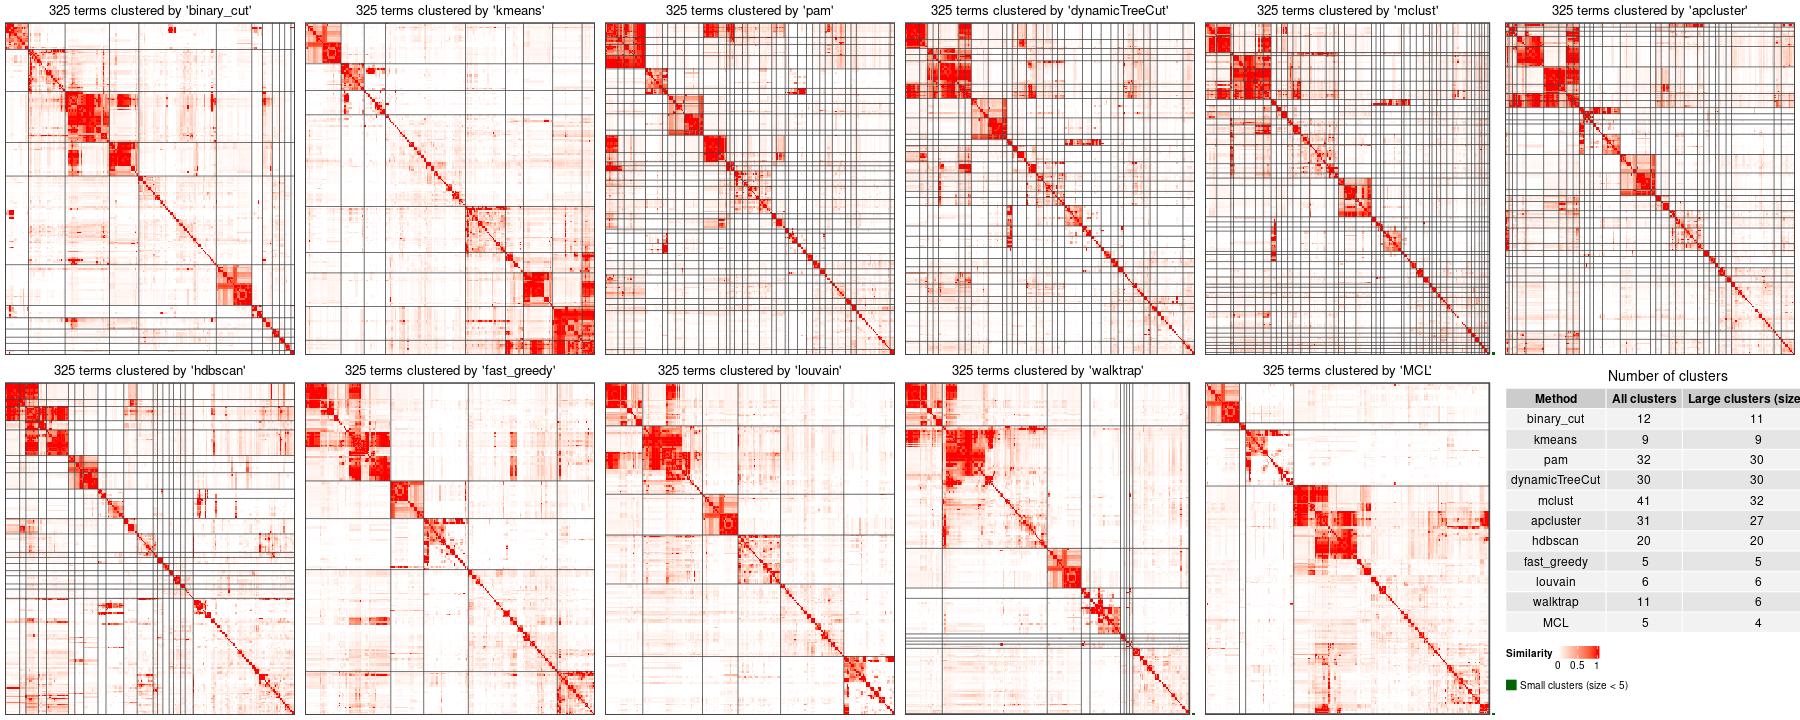 325 terms clustered by 'binary_cut'
325 terms clustered by 'kmeans'
325 terms clustered by 'pam'
325 terms clustered by 'dynamicTreeCut'
325 terms clustered by 'mclust'
325 terms clustered by 'apcluster'
325 terms clustered by 'hdbscan'
325 terms clustered by 'fast_greedy'
325 terms clustered by 'louvain'
325 terms clustered by 'walktrap'
325 terms clustered by 'MCL'
Number of clusters
Method All clusters Large clusters (size
binary_cut 12 11
kmeans 9 9
pam 32 30
dynamicTreeCut 30 30
mclust 41 32
apcluster 31 27
hdbscan 20 20
fast_greedy 5 5
louvain 6 6
walktrap 11 6
MCL 5 4
Similarity
0 0.5 1
Small clusters (size < 5)